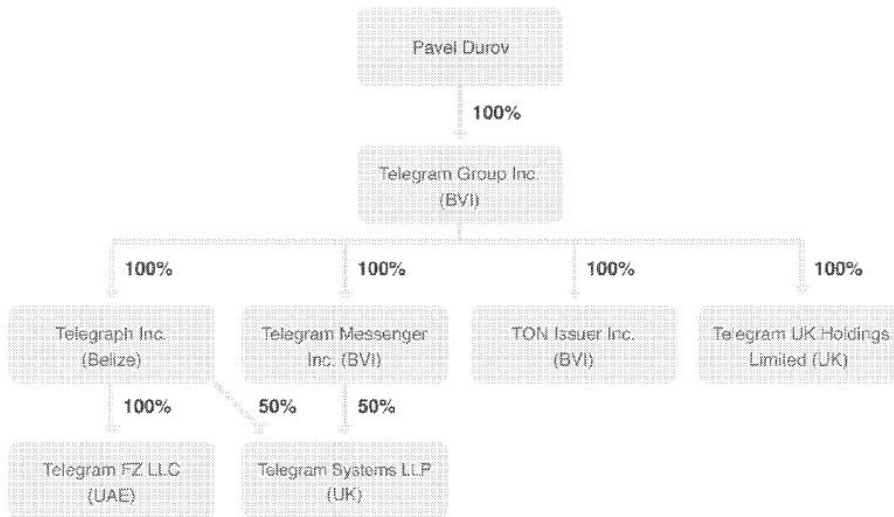 Pavel Durov
100%
Telegram Group Inc.
(BVI)
100%
100%
100%
100%
Telegraph Inc.
(Belize)
Telegram Messenger
Inc. (BVI)
TON Issuer Inc.
(BVI)
Telegram UK Holdings
Limited (UK)
100%
50%
50%
Telegram FZ LLC
(UAE)
Telegram Systems LLP
(UK)